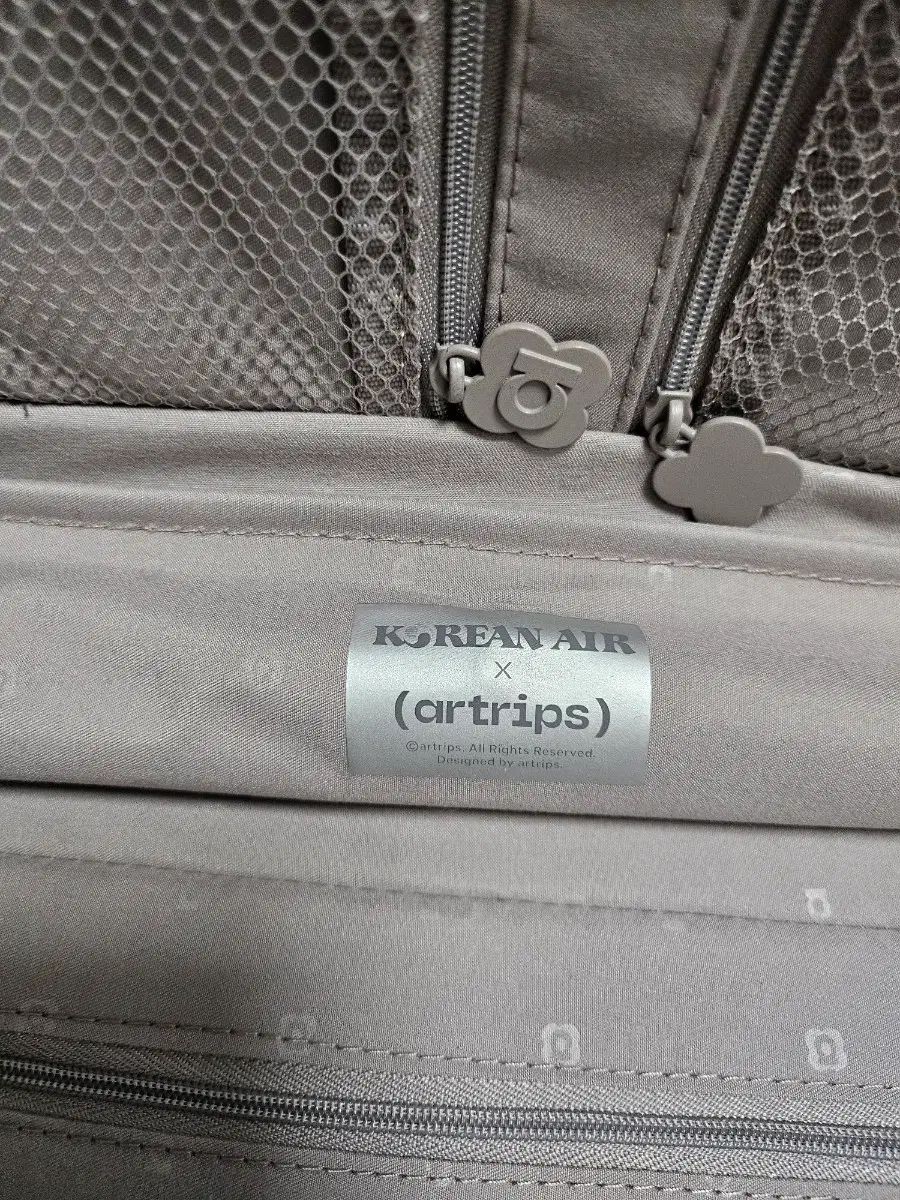 KOREAN AIR
X
(artrips)
©artrips. All Rights Reserved.
Designed by artrips.